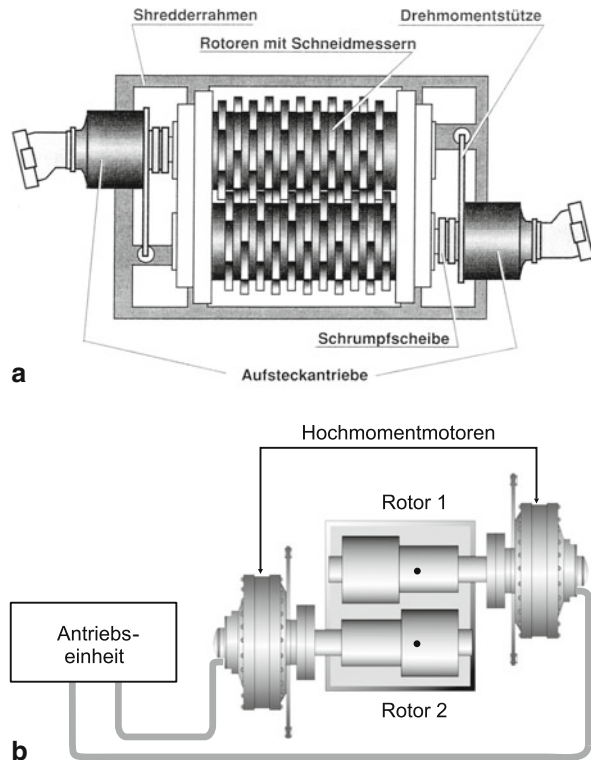 Shredderrahmen
Drehmomentstütze
Rotoren mit Schneidmessern
Schrumpfscheibe
Aufsteckantriebe
a
Hochmomentmotoren
Rotor 1
Antriebs-
einheit
Rotor 2
b